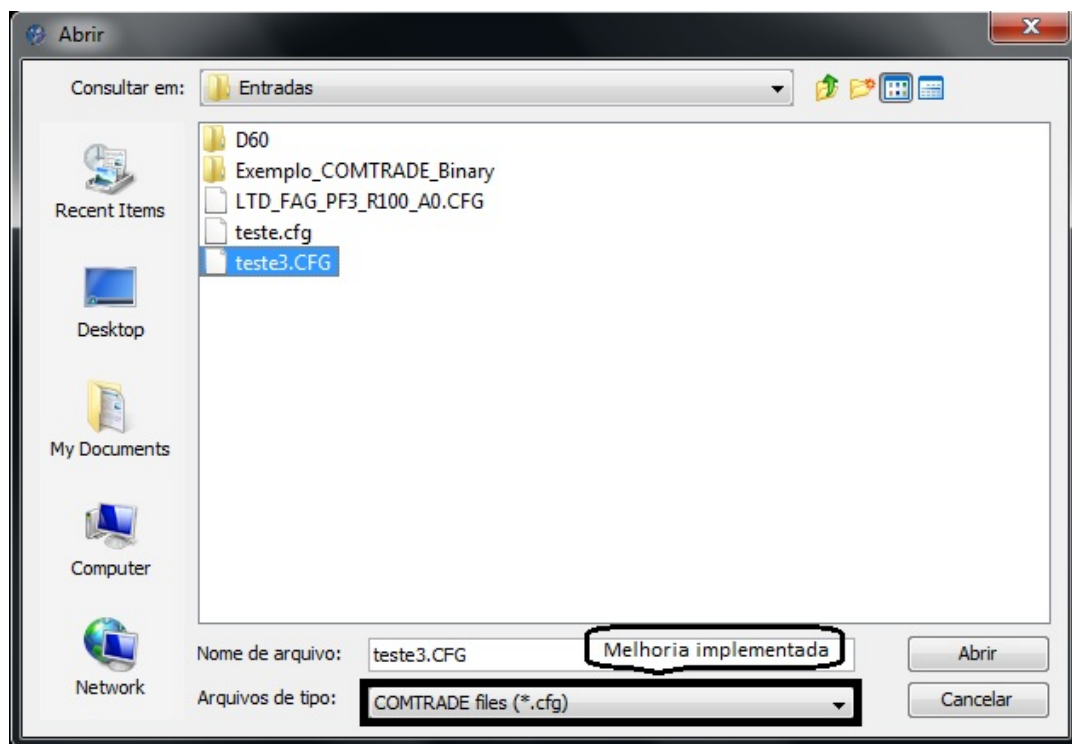 Abrir
Consultar em: Entradas
D60
Exemplo_COMTRADE_Binary
LTD_FAG_PF3_R100_A0.CFG
teste.cfg
teste3.CFG
Recent Items
Desktop
My Documents
Computer
Network
Nome de arquivo: teste3.CFG
Melhoria implementada
Abrir
Arquivos de tipo: COMTRADE files (*.cfg)
Cancelar